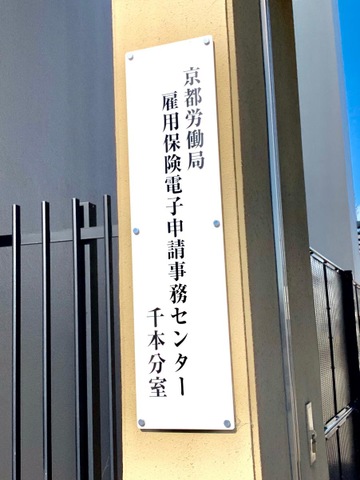 京都労働局
雇用保険電子申請事務センター
千本分室